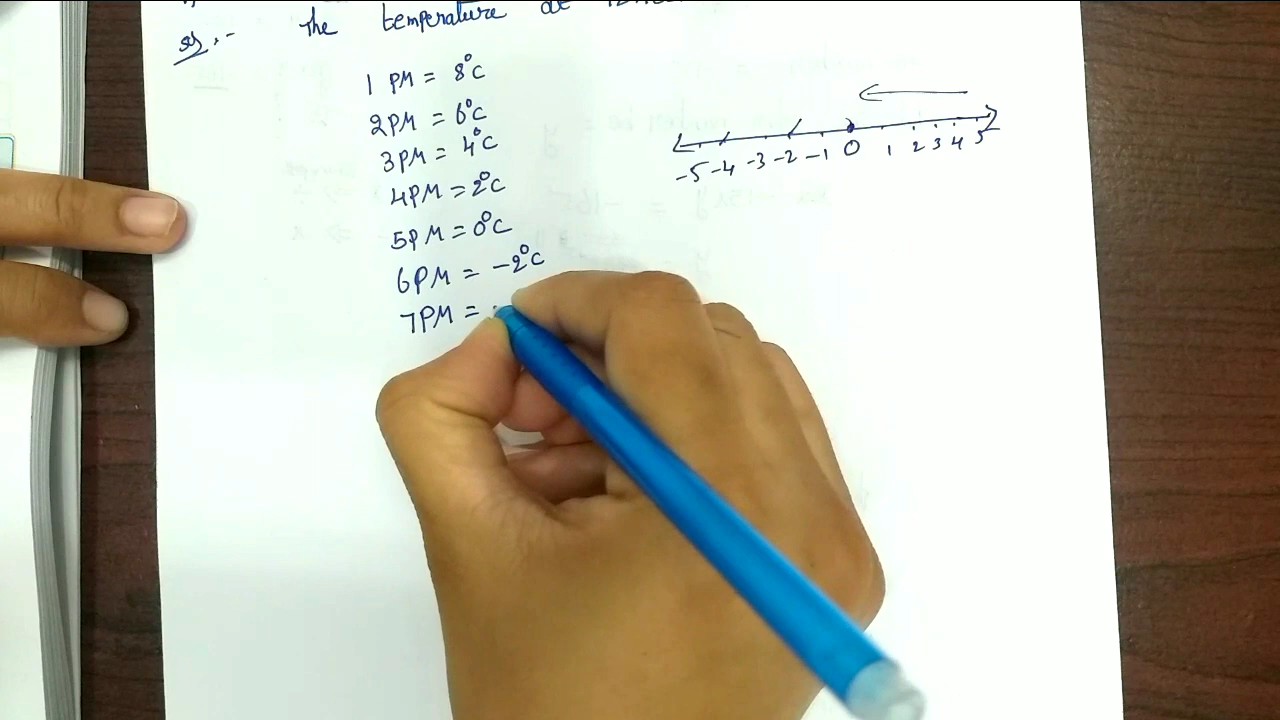 The temperature at
1 PM = 8°C
2PM = 6°C
3PM = 4°C
4PM = 2°C
5PM = 0°C
6PM = -2°C
7PM =
-5 -4 -3 -2 -1 0 1 2 3 4 5